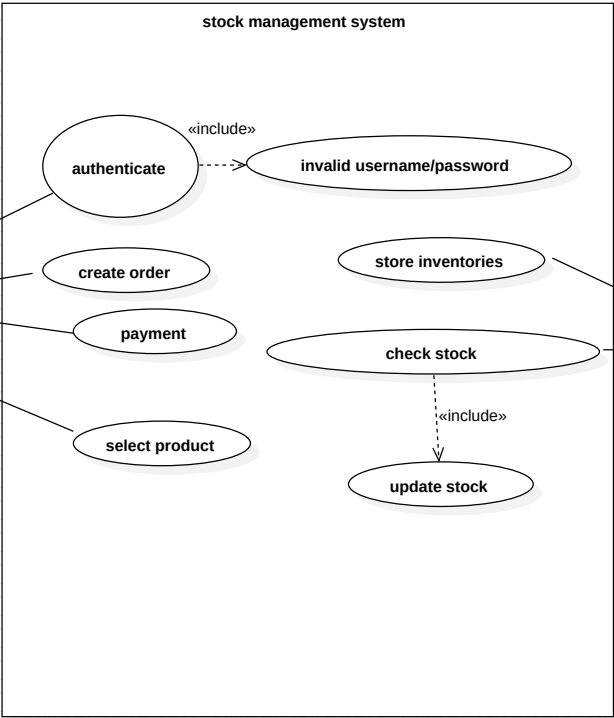 stock management system
«include»
authenticate
invalid username/password
create order
store inventories
payment
check stock
«include»
select product
update stock